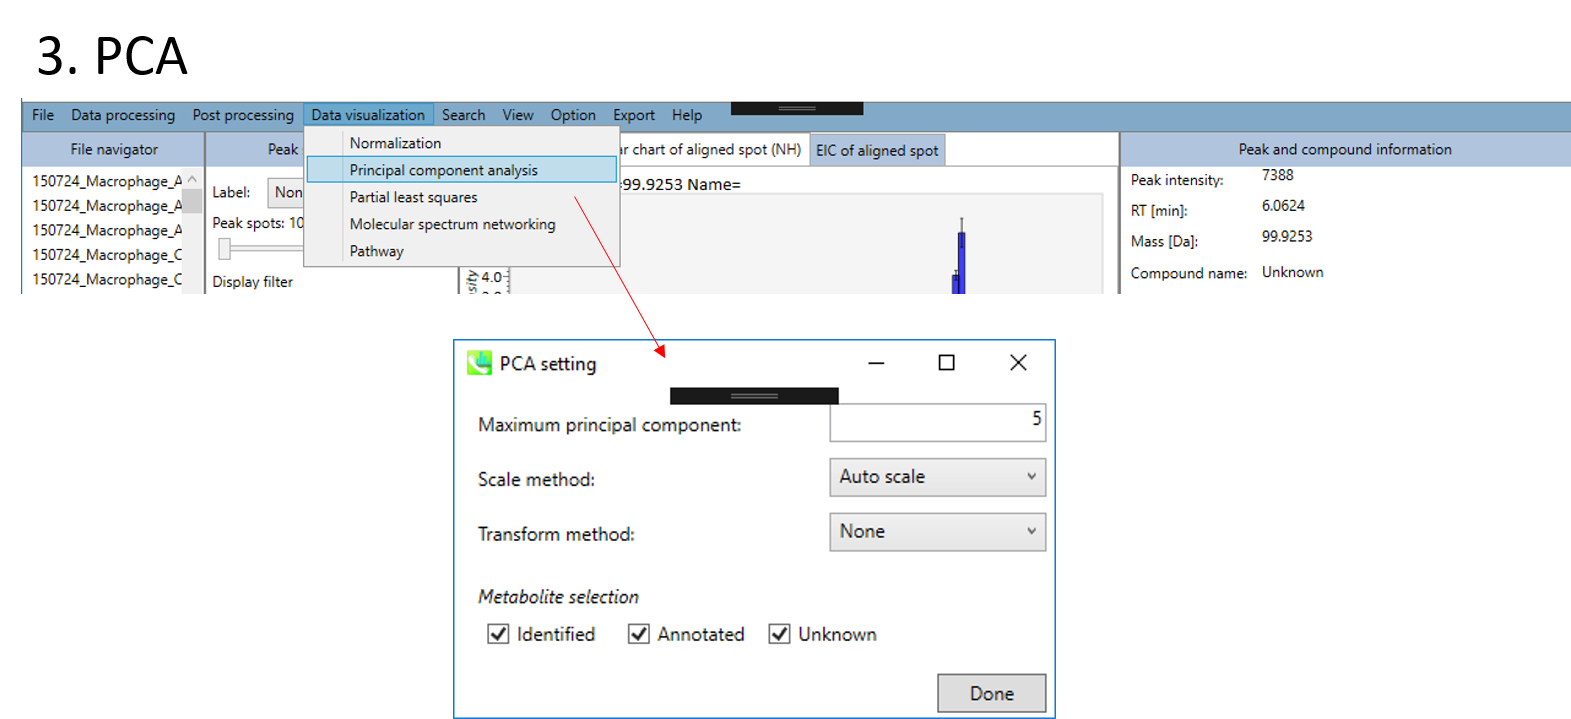 3. PCA
File Data processing Post processing Data visualization Search View Option Export Help
File navigator
Peak
ar chart of aligned spot (NH)
EIC of aligned spot
Peak and compound information
Normalization
Principal component analysis
Partial least squares
Molecular spectrum networking
Pathway
150724_Macrophage_A
150724_Macrophage_A
150724_Macrophage_A
150724_Macrophage_C
150724_Macrophage_C
Label: Non
Peak spots: 10
Display filter
=99.9253 Name=
4.0
Peak intensity: 7388
RT [min]: 6.0624
Mass [Da]: 99.9253
Compound name: Unknown
PCA setting
Maximum principal component: 5
Scale method: Auto scale
Transform method: None
Metabolite selection
Identified Annotated Unknown
Done